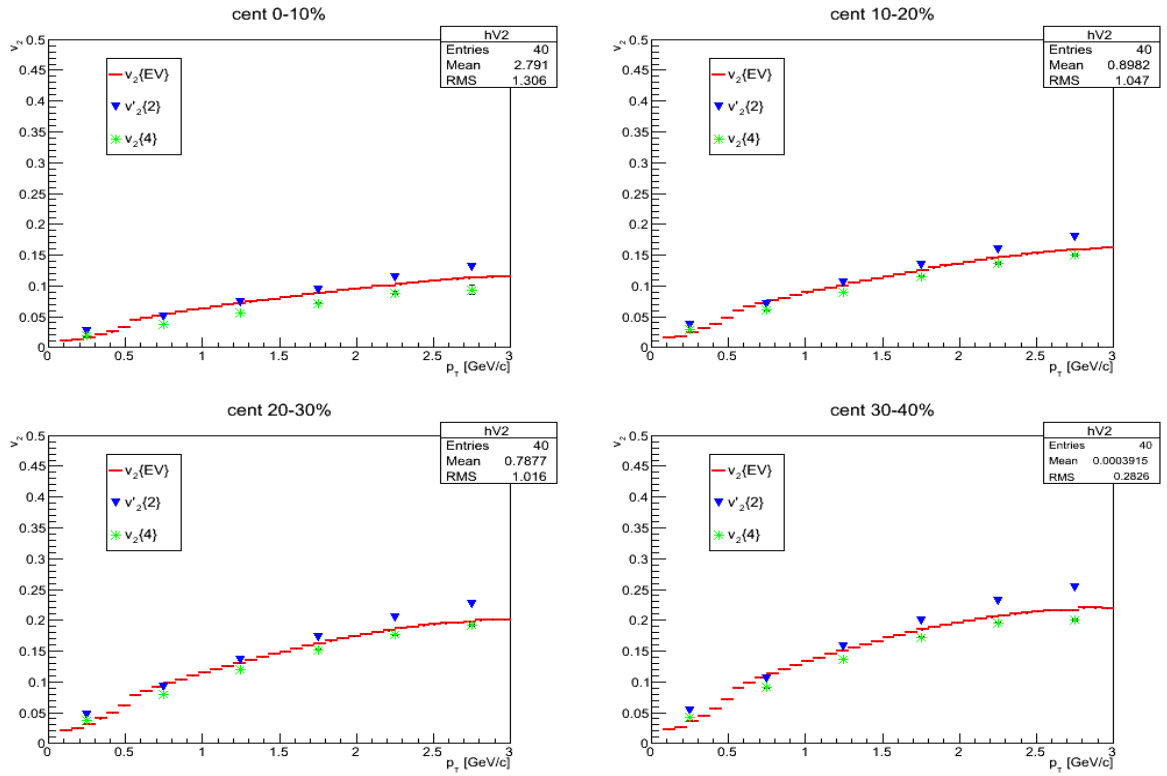 cent 0-10%
hV2
Entries 40
Mean 2.791
RMS 1.306
v₂{EV}
v'₂{2}
v₂{4}
v₂
0.5
0.45
0.4
0.35
0.3
0.25
0.2
0.15
0.1
0.05
0
0 0.5 1 1.5 2 2.5 3
p_T [GeV/c]
cent 10-20%
hV2
Entries 40
Mean 0.8982
RMS 1.047
v₂{EV}
v'₂{2}
v₂{4}
v₂
0.5
0.45
0.4
0.35
0.3
0.25
0.2
0.15
0.1
0.05
0
0 0.5 1 1.5 2 2.5 3
p_T [GeV/c]
cent 20-30%
hV2
Entries 40
Mean 0.7877
RMS 1.016
v₂{EV}
v'₂{2}
v₂{4}
v₂
0.5
0.45
0.4
0.35
0.3
0.25
0.2
0.15
0.1
0.05
0
0 0.5 1 1.5 2 2.5 3
p_T [GeV/c]
cent 30-40%
hV2
Entries 40
Mean 0.0003915
RMS 0.2826
v₂{EV}
v'₂{2}
v₂{4}
v₂
0.5
0.45
0.4
0.35
0.3
0.25
0.2
0.15
0.1
0.05
0
0 0.5 1 1.5 2 2.5 3
p_T [GeV/c]